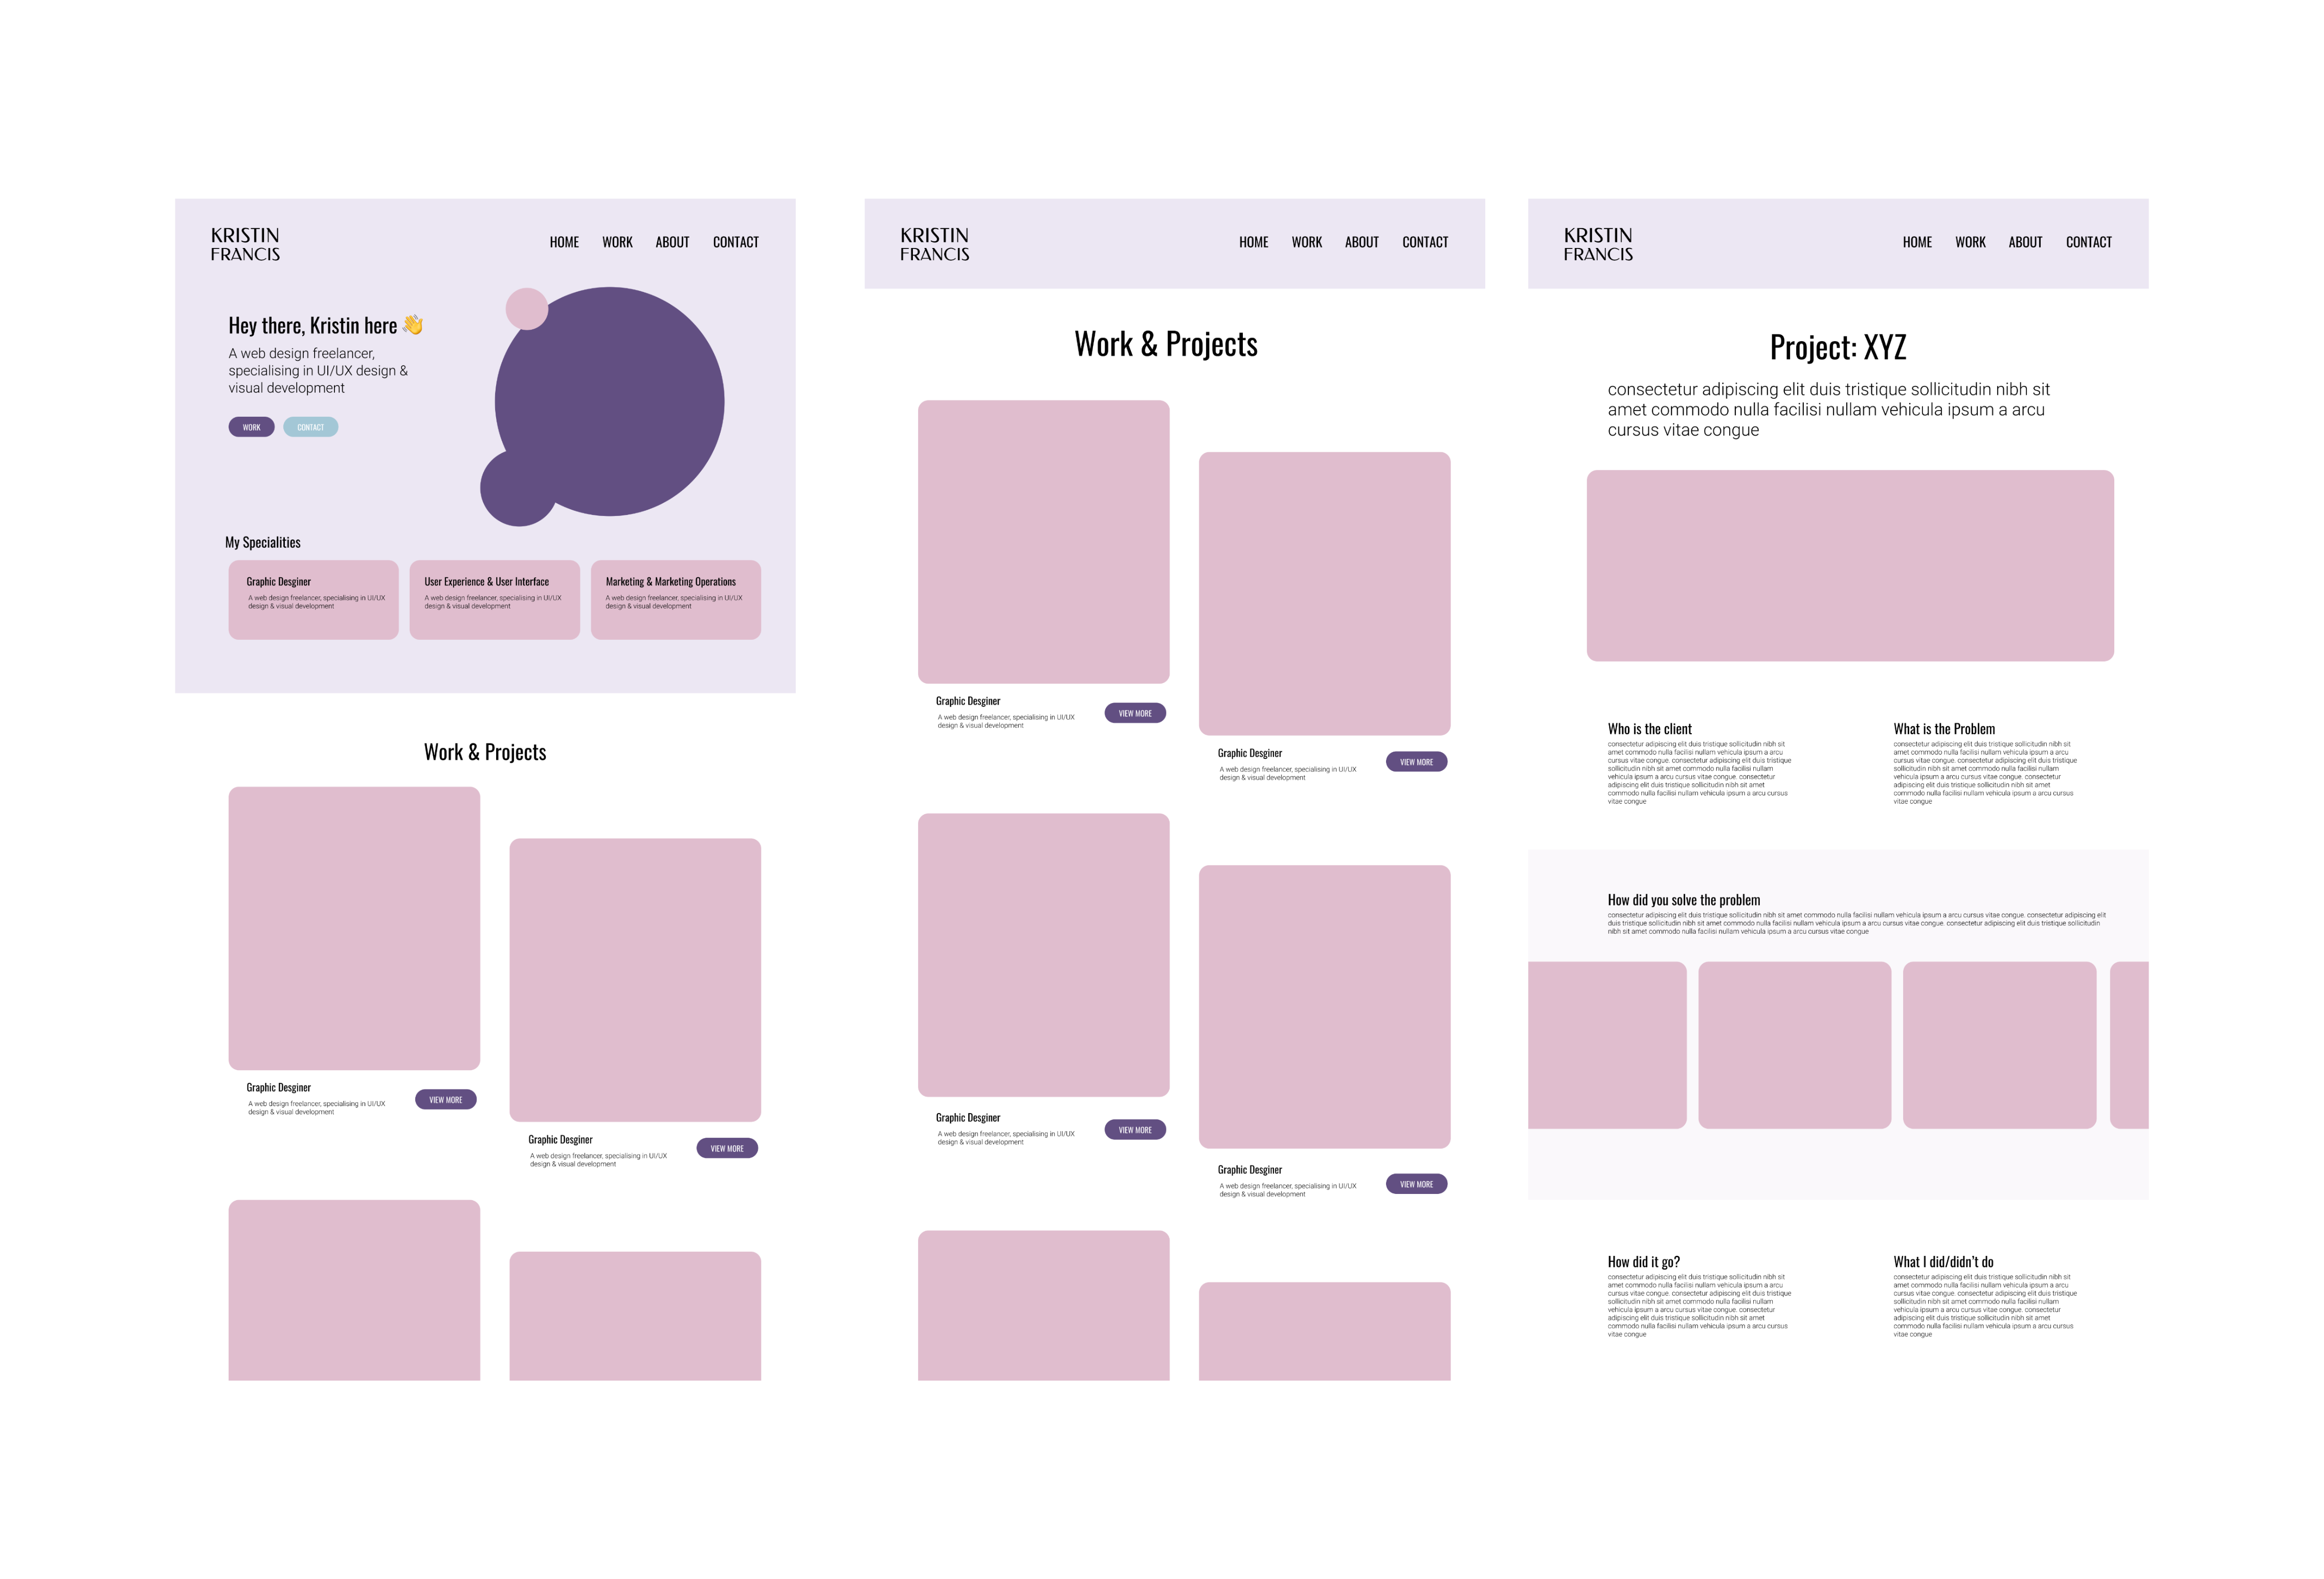 KRISTIN
FRANCIS
HOME WORK ABOUT CONTACT
Hey there, Kristin here 👋
A web design freelancer,
specialising in UI/UX design &
visual development
WORK CONTACT
My Specialities
Graphic Desginer
A web design freelancer, specialising in UI/UX
design & visual development
User Experience & User Interface
A web design freelancer, specialising in UI/UX
design & visual development
Marketing & Marketing Operations
A web design freelancer, specialising in UI/UX
design & visual development
Work & Projects
Graphic Desginer
A web design freelancer, specialising in UI/UX
design & visual development
VIEW MORE
Graphic Desginer
A web design freelancer, specialising in UI/UX
design & visual development
VIEW MORE
KRISTIN
FRANCIS
HOME WORK ABOUT CONTACT
Work & Projects
Graphic Desginer
A web design freelancer, specialising in UI/UX
design & visual development
VIEW MORE
Graphic Desginer
A web design freelancer, specialising in UI/UX
design & visual development
VIEW MORE
Graphic Desginer
A web design freelancer, specialising in UI/UX
design & visual development
VIEW MORE
Graphic Desginer
A web design freelancer, specialising in UI/UX
design & visual development
VIEW MORE
KRISTIN
FRANCIS
HOME WORK ABOUT CONTACT
Project: XYZ
consectetur adipiscing elit duis tristique sollicitudin nibh sit
amet commodo nulla facilisi nullam vehicula ipsum a arcu
cursus vitae congue
Who is the client
consectetur adipiscing elit duis tristique sollicitudin nibh sit
amet commodo nulla facilisi nullam vehicula ipsum a arcu
cursus vitae congue. consectetur adipiscing elit duis tristique
sollicitudin nibh sit amet commodo nulla facilisi nullam
vehicula ipsum a arcu cursus vitae congue. consectetur
adipiscing elit duis tristique sollicitudin nibh sit amet
commodo nulla facilisi nullam vehicula ipsum a arcu cursus
vitae congue
What is the Problem
consectetur adipiscing elit duis tristique sollicitudin nibh sit
amet commodo nulla facilisi nullam vehicula ipsum a arcu
cursus vitae congue. consectetur adipiscing elit duis tristique
sollicitudin nibh sit amet commodo nulla facilisi nullam
vehicula ipsum a arcu cursus vitae congue. consectetur
adipiscing elit duis tristique sollicitudin nibh sit amet
commodo nulla facilisi nullam vehicula ipsum a arcu cursus
vitae congue
How did you solve the problem
consectetur adipiscing elit duis tristique sollicitudin nibh sit amet commodo nulla facilisi nullam vehicula ipsum a arcu cursus vitae congue. consectetur adipiscing elit
duis tristique sollicitudin nibh sit amet commodo nulla facilisi nullam vehicula ipsum a arcu cursus vitae congue. consectetur adipiscing elit duis tristique sollicitudin
nibh sit amet commodo nulla facilisi nullam vehicula ipsum a arcu cursus vitae congue
How did it go?
consectetur adipiscing elit duis tristique sollicitudin nibh sit
amet commodo nulla facilisi nullam vehicula ipsum a arcu
cursus vitae congue. consectetur adipiscing elit duis tristique
sollicitudin nibh sit amet commodo nulla facilisi nullam
vehicula ipsum a arcu cursus vitae congue. consectetur
adipiscing elit duis tristique sollicitudin nibh sit amet
commodo nulla facilisi nullam vehicula ipsum a arcu cursus
vitae congue
What I did/didn't do
consectetur adipiscing elit duis tristique sollicitudin nibh sit
amet commodo nulla facilisi nullam vehicula ipsum a arcu
cursus vitae congue. consectetur adipiscing elit duis tristique
sollicitudin nibh sit amet commodo nulla facilisi nullam
vehicula ipsum a arcu cursus vitae congue. consectetur
adipiscing elit duis tristique sollicitudin nibh sit amet
commodo nulla facilisi nullam vehicula ipsum a arcu cursus
vitae congue